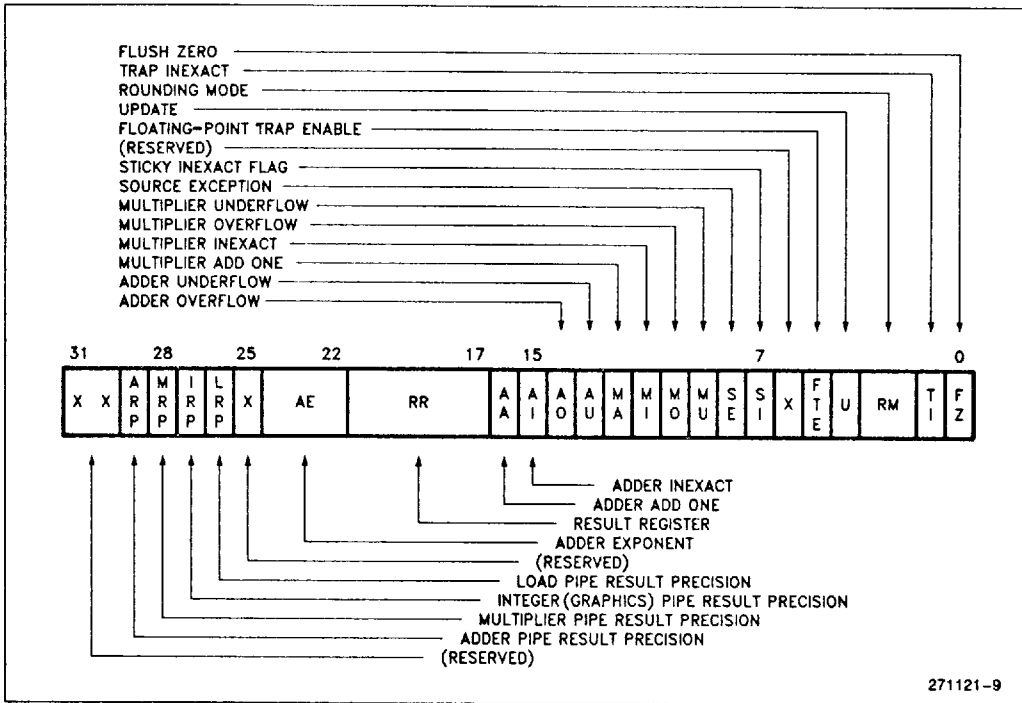 FLUSH ZERO
TRAP INEXACT
ROUNDING MODE
UPDATE
FLOATING-POINT TRAP ENABLE
(RESERVED)
STICKY INEXACT FLAG
SOURCE EXCEPTION
MULTIPLIER UNDERFLOW
MULTIPLIER OVERFLOW
MULTIPLIER INEXACT
MULTIPLIER ADD ONE
ADDER UNDERFLOW
ADDER OVERFLOW
31 28 25 22 17 15 7 0
X X ARP MRP IRP LRP X AE RR AA AI AO AU MA MI MO MU SE SI X FTE U RM TI FZ
ADDER INEXACT
ADDER ADD ONE
RESULT REGISTER
ADDER EXPONENT
(RESERVED)
LOAD PIPE RESULT PRECISION
INTEGER(GRAPHICS) PIPE RESULT PRECISION
MULTIPLIER PIPE RESULT PRECISION
ADDER PIPE RESULT PRECISION
(RESERVED)
271121-9